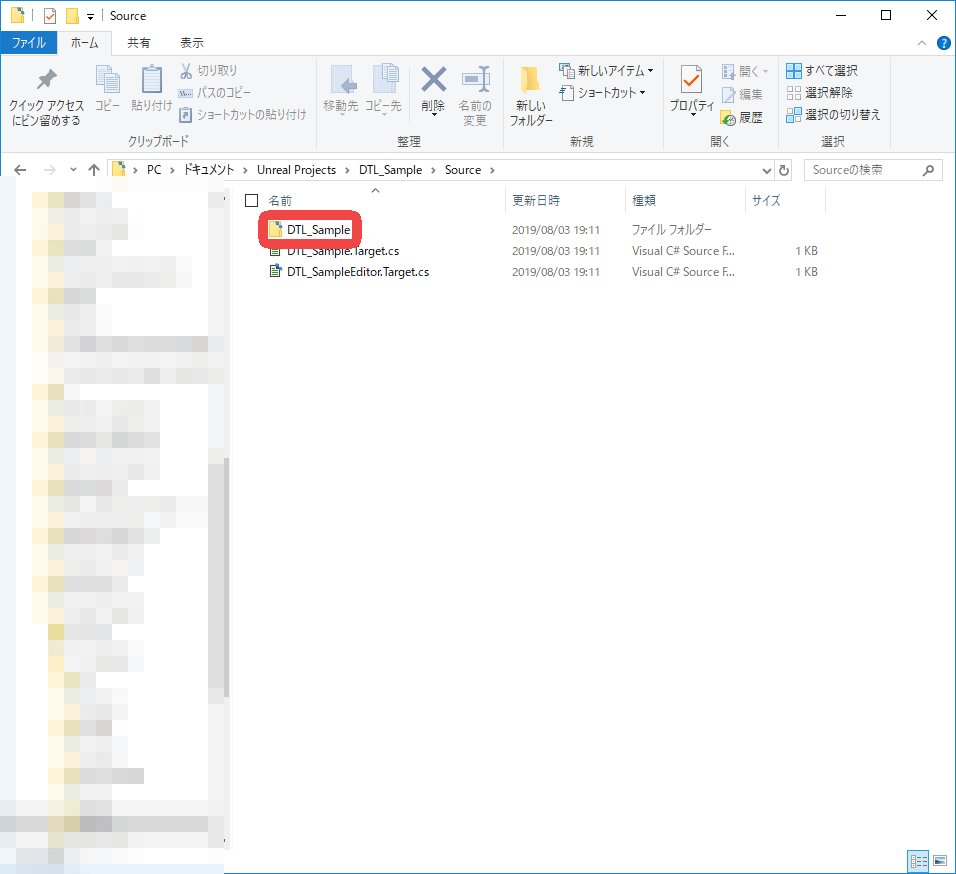 Source
ファイル ホーム 共有 表示
クイック アクセス
にピン留めする
コピー
貼り付け
切り取り
パスのコピー
ショートカットの貼り付け
クリップボード
移動先
コピー先
削除
名前の
変更
整理
新しい
フォルダー
新しいアイテム
ショートカット
新規
プロパティ
開く
編集
履歴
開く
すべて選択
選択解除
選択の切り替え
選択
PC ドキュメント Unreal Projects DTL_Sample Source
Sourceの検索
名前 更新日時 種類 サイズ
DTL_Sample 2019/08/03 19:11 ファイル フォルダー
DTL_Sample.Target.cs 2019/08/03 19:11 Visual C# Source F... 1 KB
DTL_SampleEditor.Target.cs 2019/08/03 19:11 Visual C# Source F... 1 KB